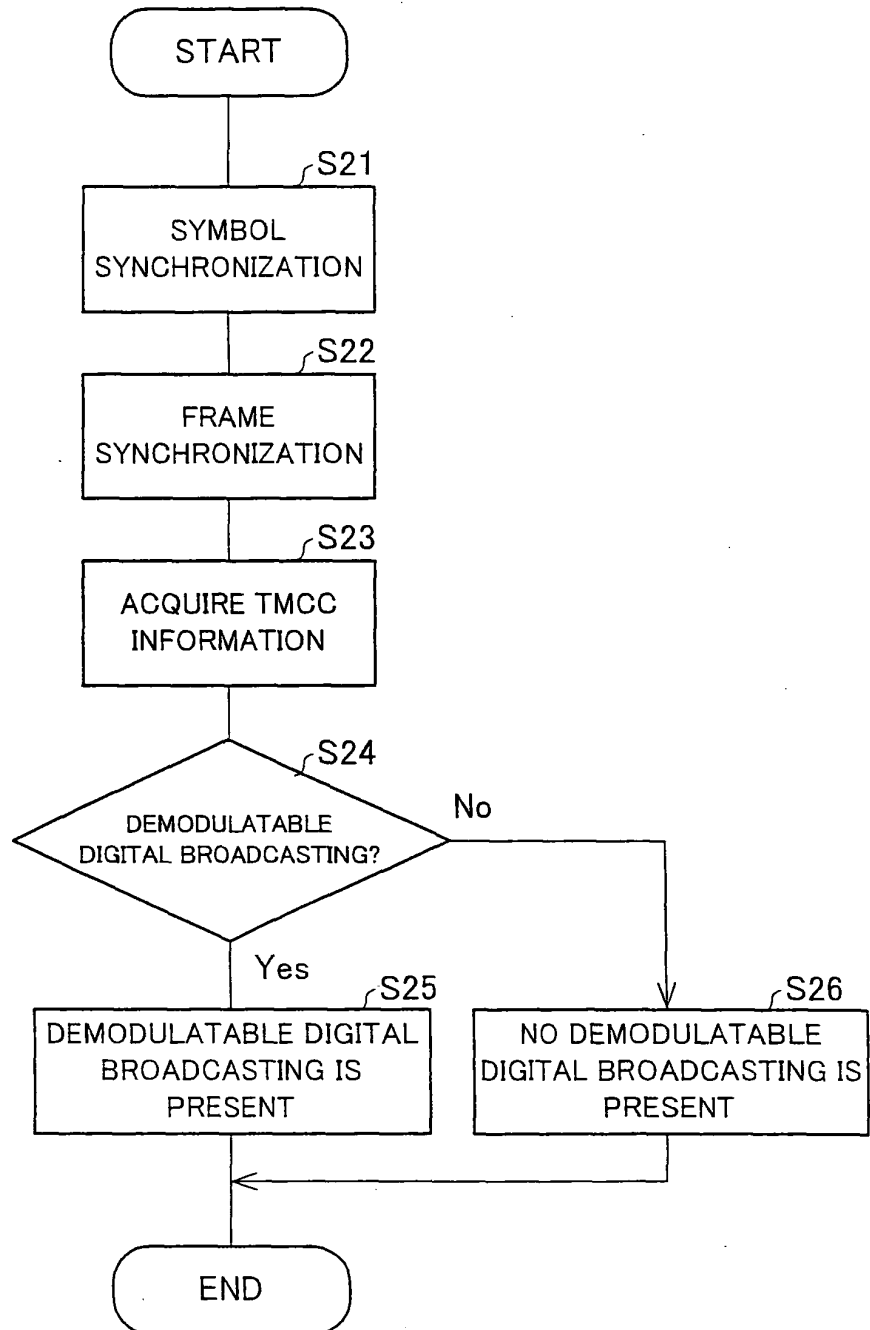 START
S21
SYMBOL
SYNCHRONIZATION
S22
FRAME
SYNCHRONIZATION
S23
ACQUIRE TMCC
INFORMATION
S24
DEMODULATABLE
DIGITAL BROADCASTING?
No
Yes
S25
DEMODULATABLE DIGITAL
BROADCASTING IS
PRESENT
S26
NO DEMODULATABLE
DIGITAL BROADCASTING IS
PRESENT
END